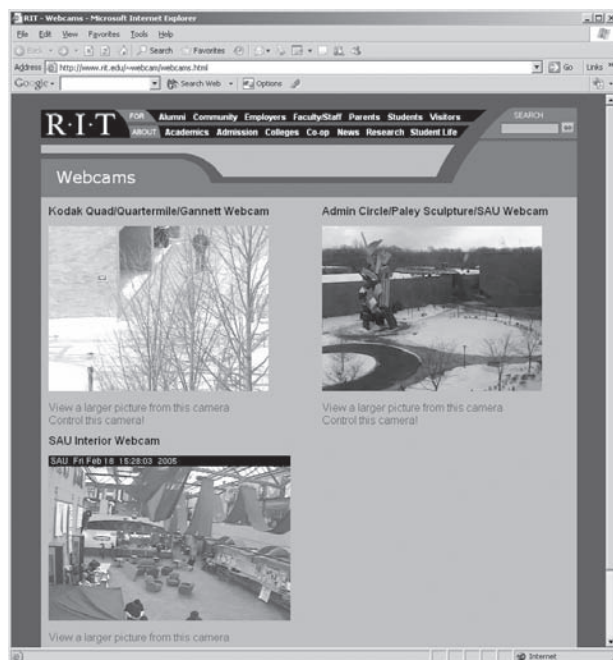 RIT - Webcams - Microsoft Internet Explorer
File Edit View Favorites Tools Help
Back Search Favorites
Address http://www.rit.edu/~webcam/webcams.html Go Links »
Google Search Web Options
R·I·T FOR Alumni Community Employers Faculty/Staff Parents Students Visitors SEARCH
ABOUT Academics Admission Colleges Co-op News Research Student Life
Webcams
Kodak Quad/Quartermile/Gannett Webcam
Admin Circle/Paley Sculpture/SAU Webcam
View a larger picture from this camera
Control this camera!
View a larger picture from this camera
Control this camera!
SAU Interior Webcam
SAU Fri Feb 18 15:28:03 2005
View a larger picture from this camera
Internet